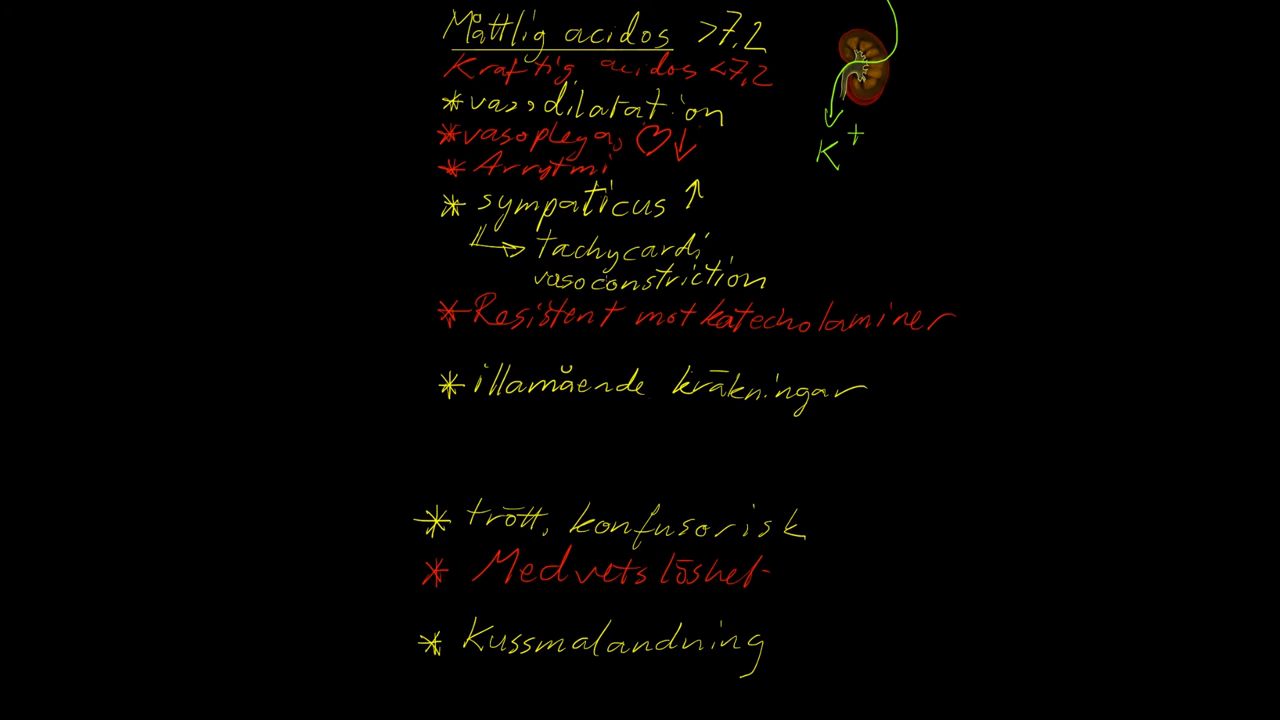 Måttlig acidos >7,2
Kraftig acidos <7,2
* vasodilatation
* vasoplega, ♡↓
* Arrytmi
K+
* sympaticus ↑
↳ tachycardi
vasoconstriction
* Resistent mot katecholaminer
* illamående kräkningar
* trött, konfusorisk
* Medvetslöshet
* Kussmalandning